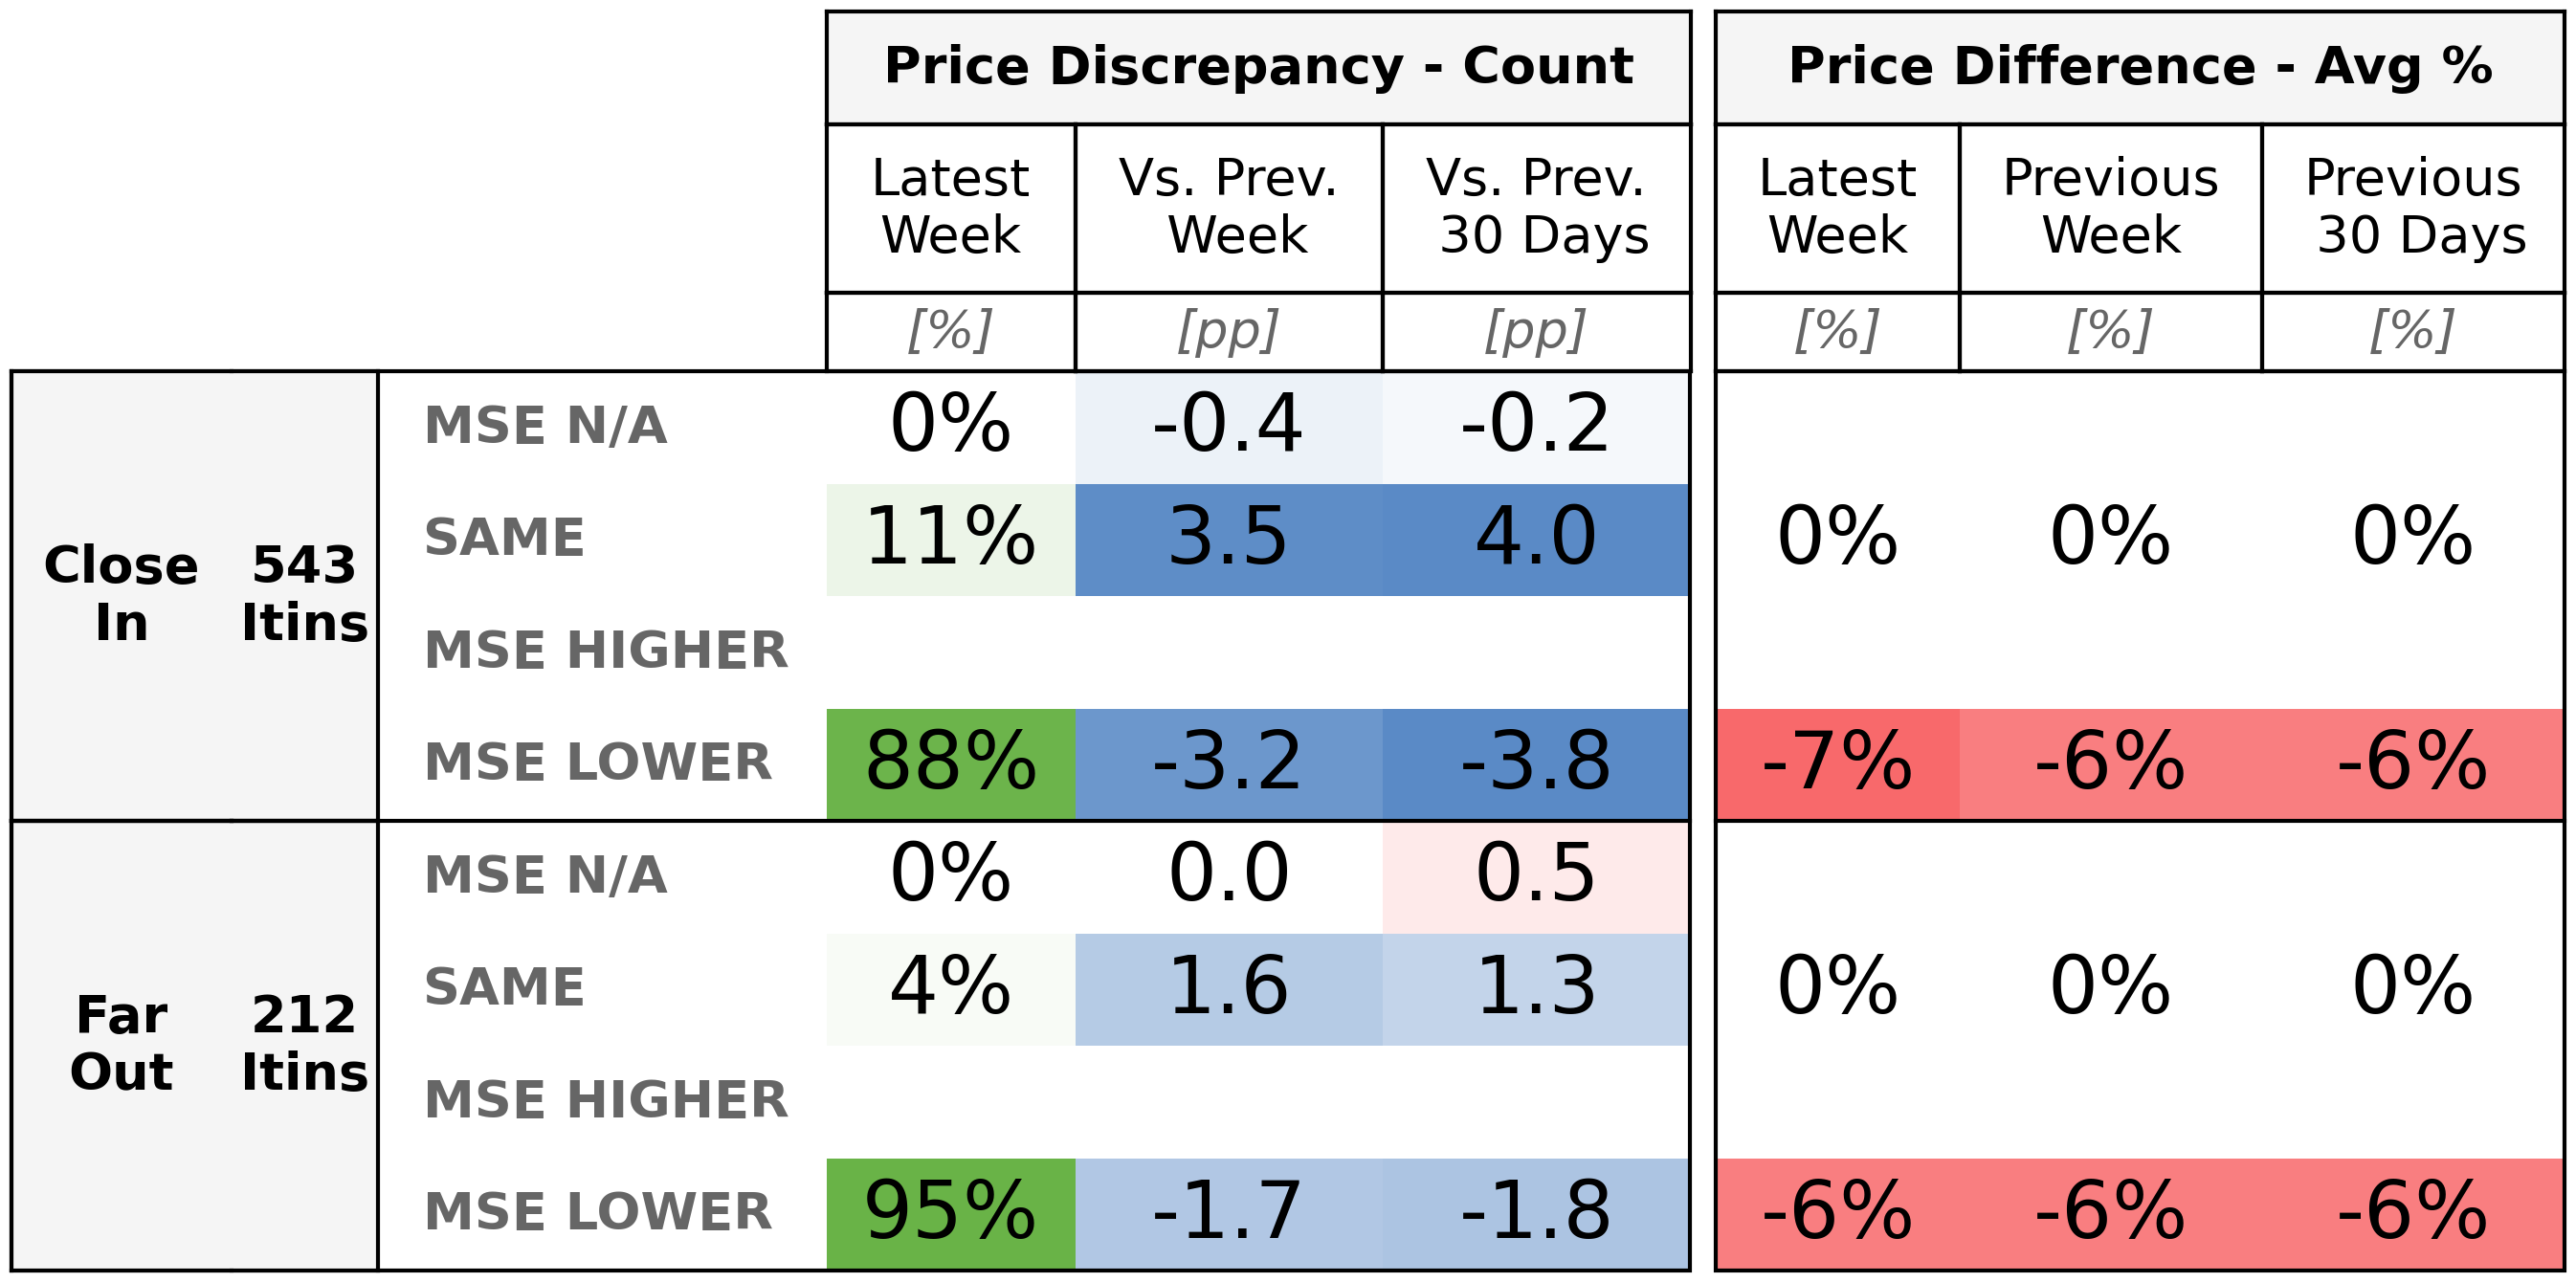 Price Discrepancy - Count Price Difference - Avg %
Latest Week Vs. Prev. Week Vs. Prev. 30 Days Latest Week Previous Week Previous 30 Days
[%] [pp] [pp] [%] [%] [%]
Close In 543 Itins
MSE N/A 0% -0.4 -0.2
SAME 11% 3.5 4.0 0% 0% 0%
MSE HIGHER
MSE LOWER 88% -3.2 -3.8 -7% -6% -6%
Far Out 212 Itins
MSE N/A 0% 0.0 0.5
SAME 4% 1.6 1.3 0% 0% 0%
MSE HIGHER
MSE LOWER 95% -1.7 -1.8 -6% -6% -6%